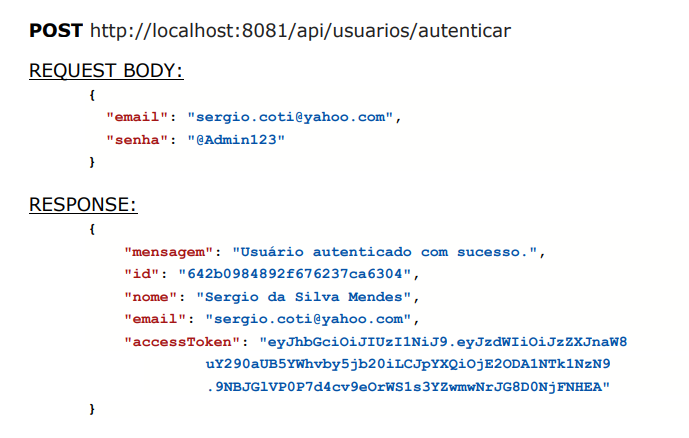 POST http://localhost:8081/api/usuarios/autenticar
REQUEST BODY:
{
"email": "sergio.coti@yahoo.com",
"senha": "@Admin123"
}
RESPONSE:
{
"mensagem": "Usuário autenticado com sucesso.",
"id": "642b0984892f676237ca6304",
"nome": "Sergio da Silva Mendes",
"email": "sergio.coti@yahoo.com",
"accessToken": "eyJhbGciOiJIUzI1NiJ9.eyJzdWIiOiJzZXJnaW8
uY290aUB5YWhvby5jb20iLCJpYXQiOjE2ODA1NTk1NzN9
.9NBJGlVP0P7d4cv9eOrWS1s3YZwmwNrJG8D0NjFNHEA"
}